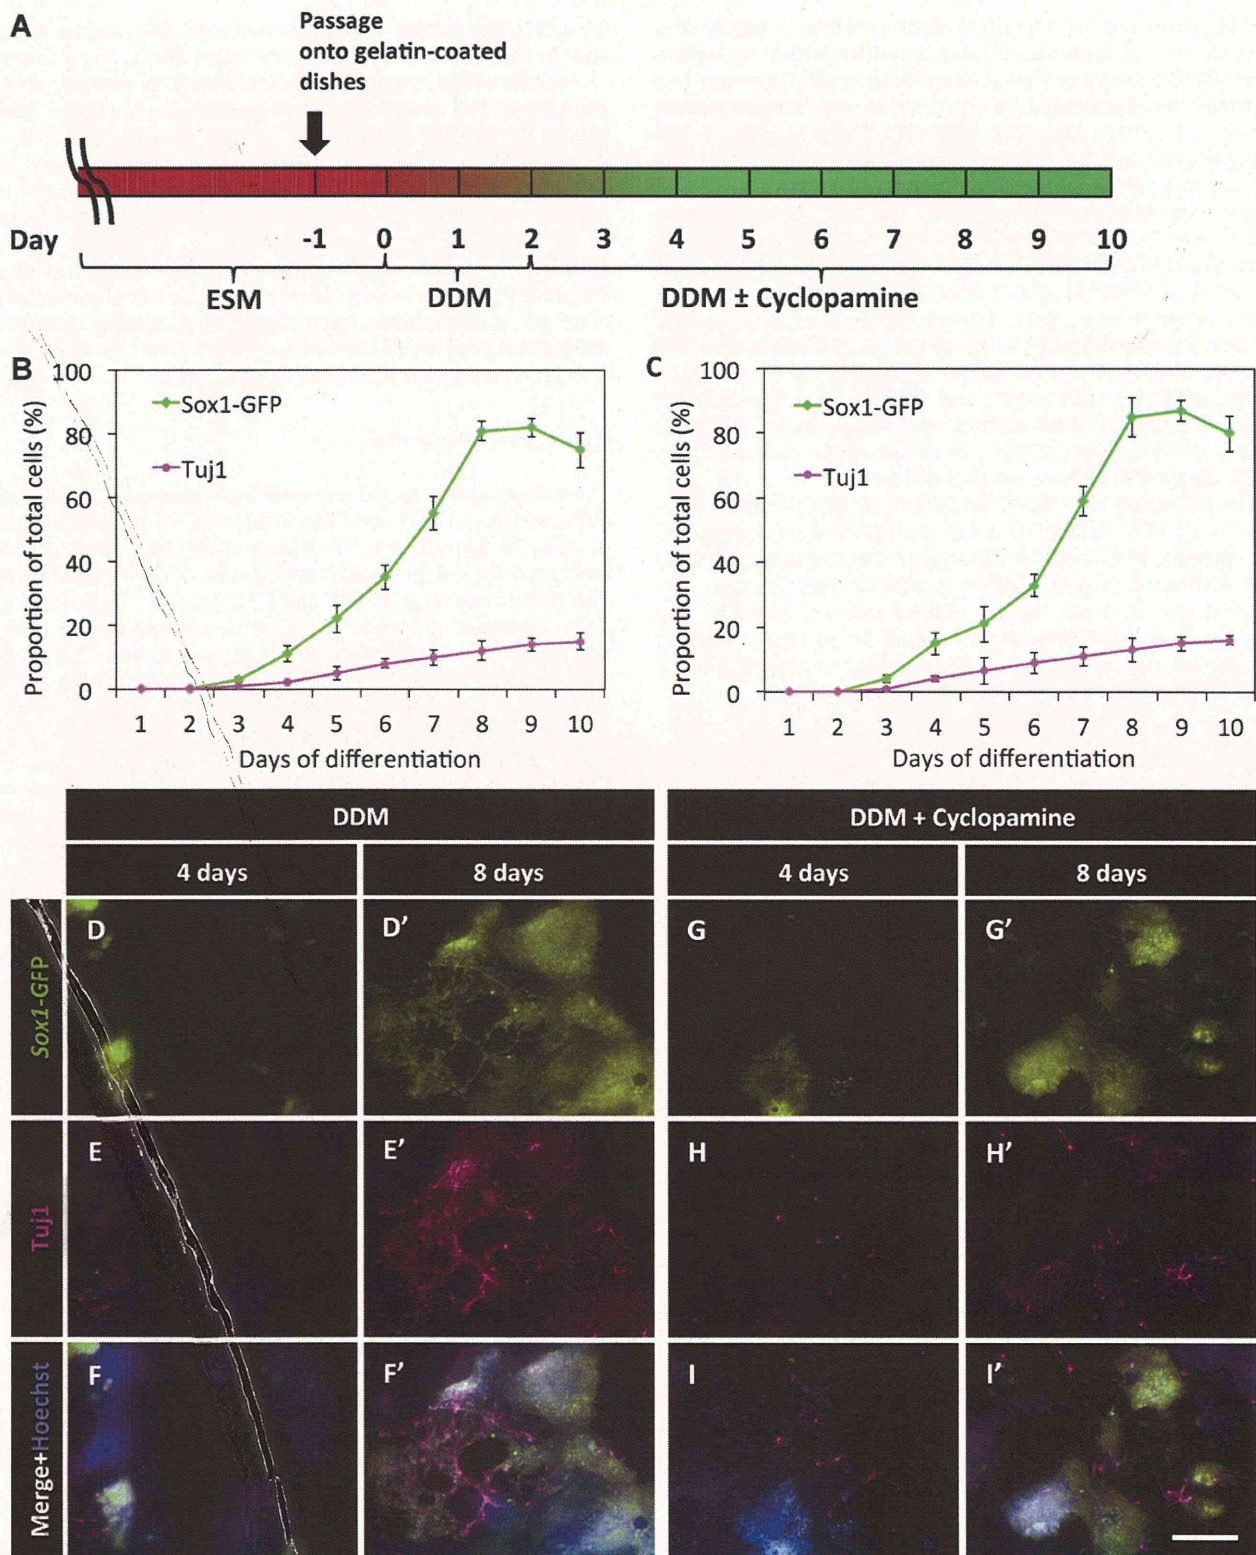 A
Passage
onto gelatin-coated
dishes
Day -1 0 1 2 3 4 5 6 7 8 9 10
ESM DDM DDM ± Cyclopamine
B
Proportion of total cells (%)
100
80
60
40
20
0
Sox1-GFP
Tuj1
1 2 3 4 5 6 7 8 9 10
Days of differentiation
C
Proportion of total cells (%)
100
80
60
40
20
0
Sox1-GFP
Tuj1
1 2 3 4 5 6 7 8 9 10
Days of differentiation
DDM DDM + Cyclopamine
4 days 8 days 4 days 8 days
Sox1-GFP
D D’ G G’
Tuj1
E E’ H H’
Merge+Hoechst
F F’ I I’